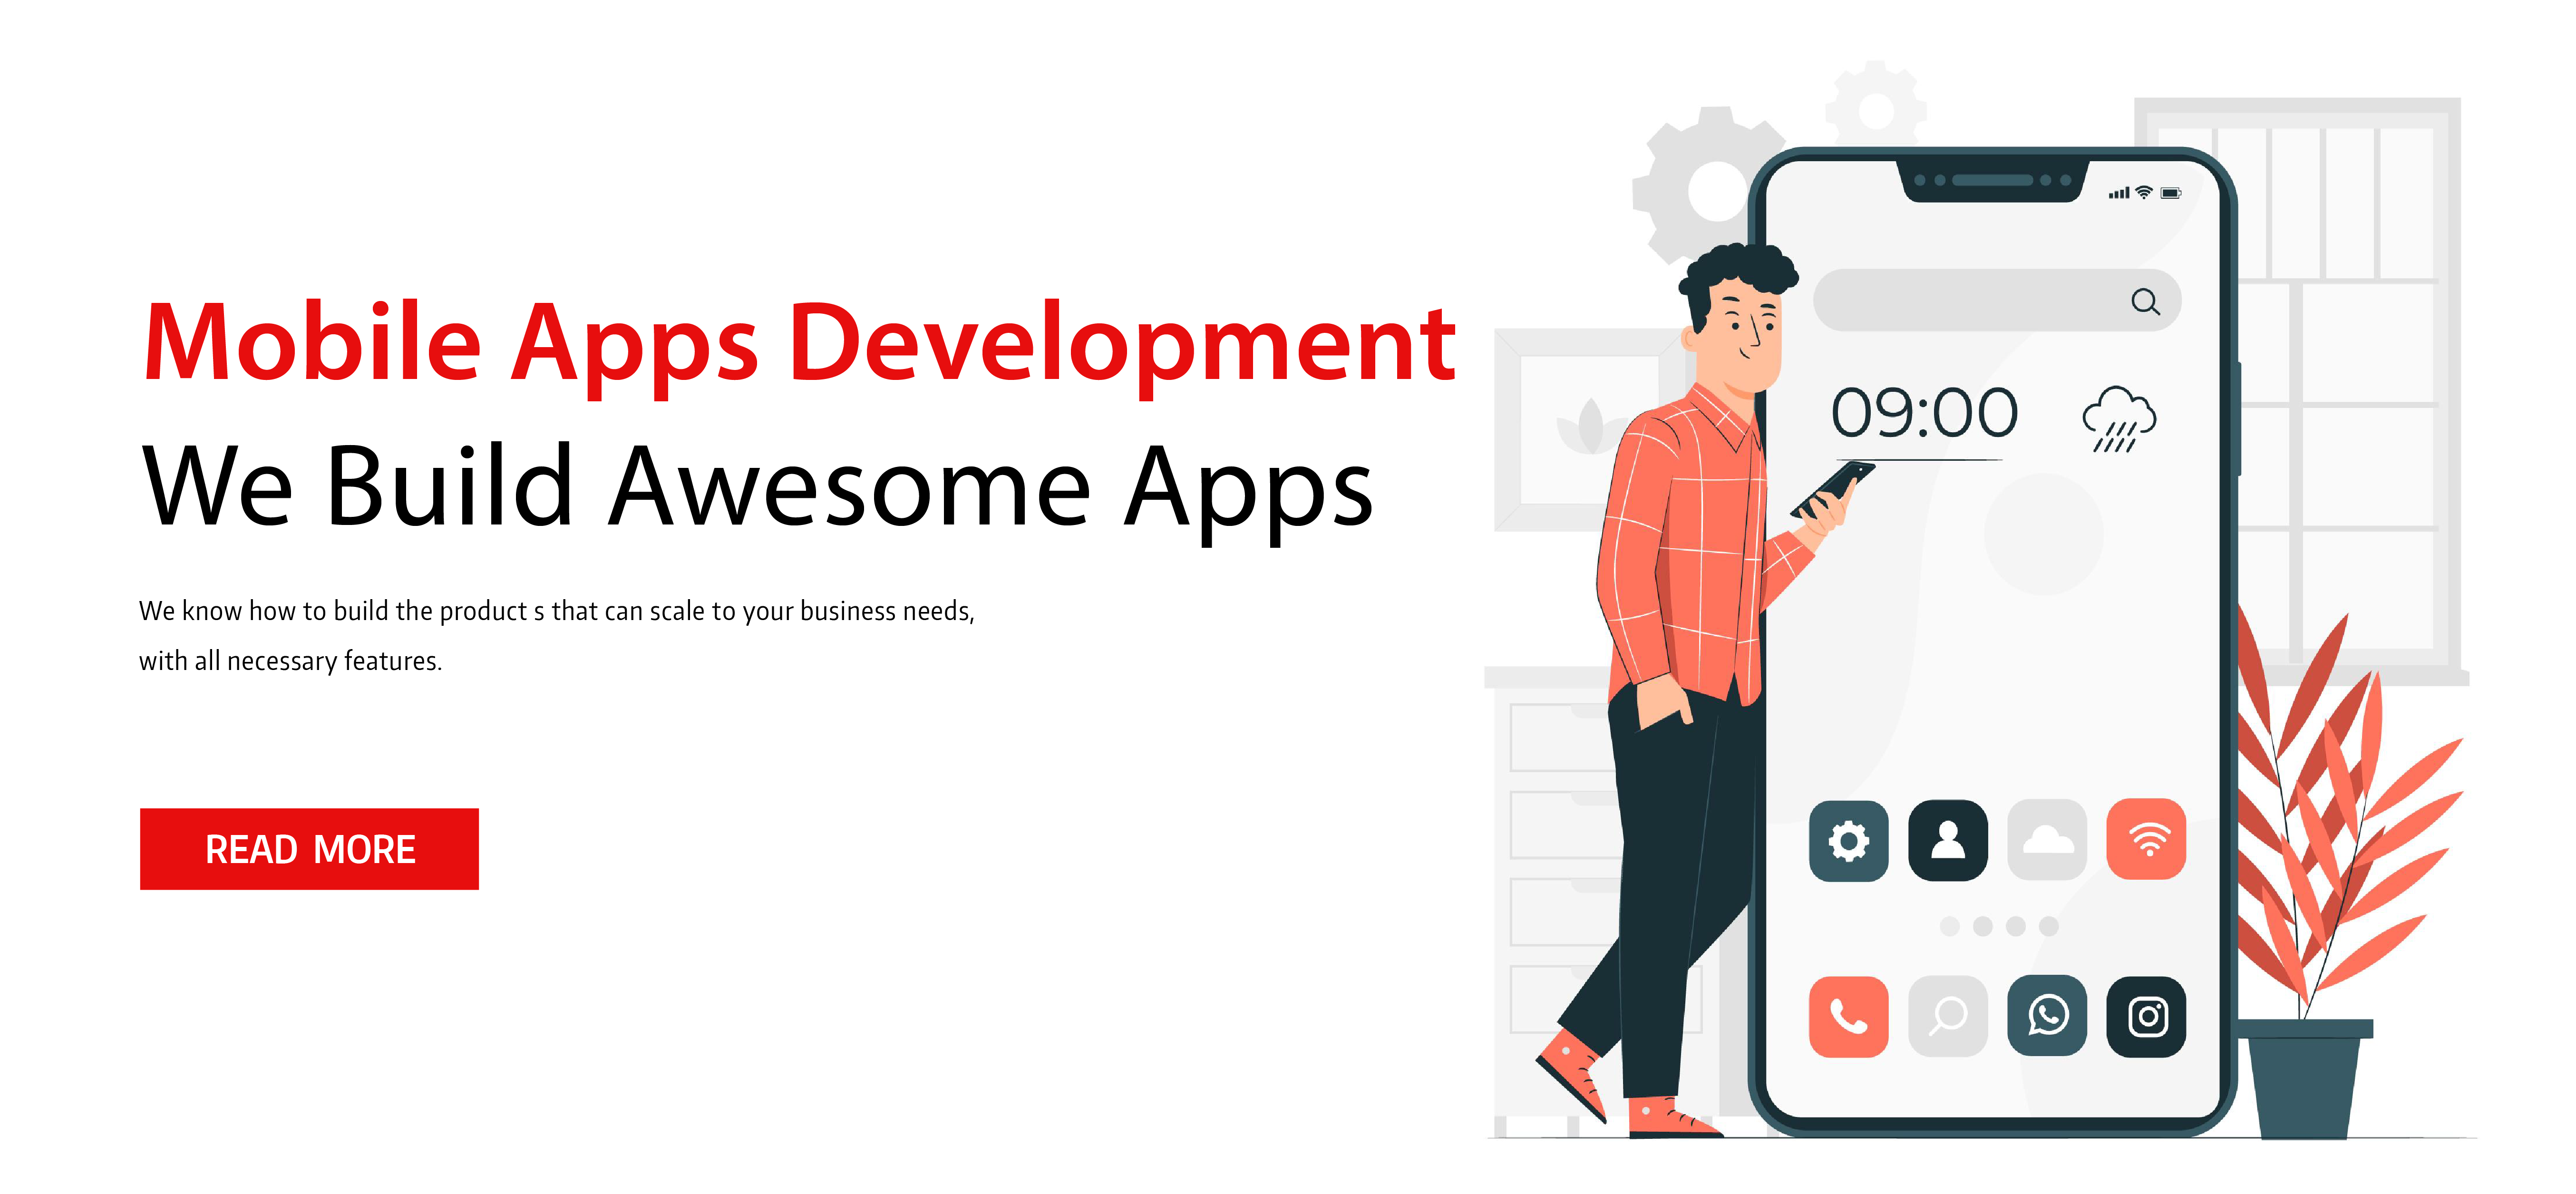 Mobile Apps Development
We Build Awesome Apps
We know how to build the product s that can scale to your business needs,
with all necessary features.
READ MORE
09:00